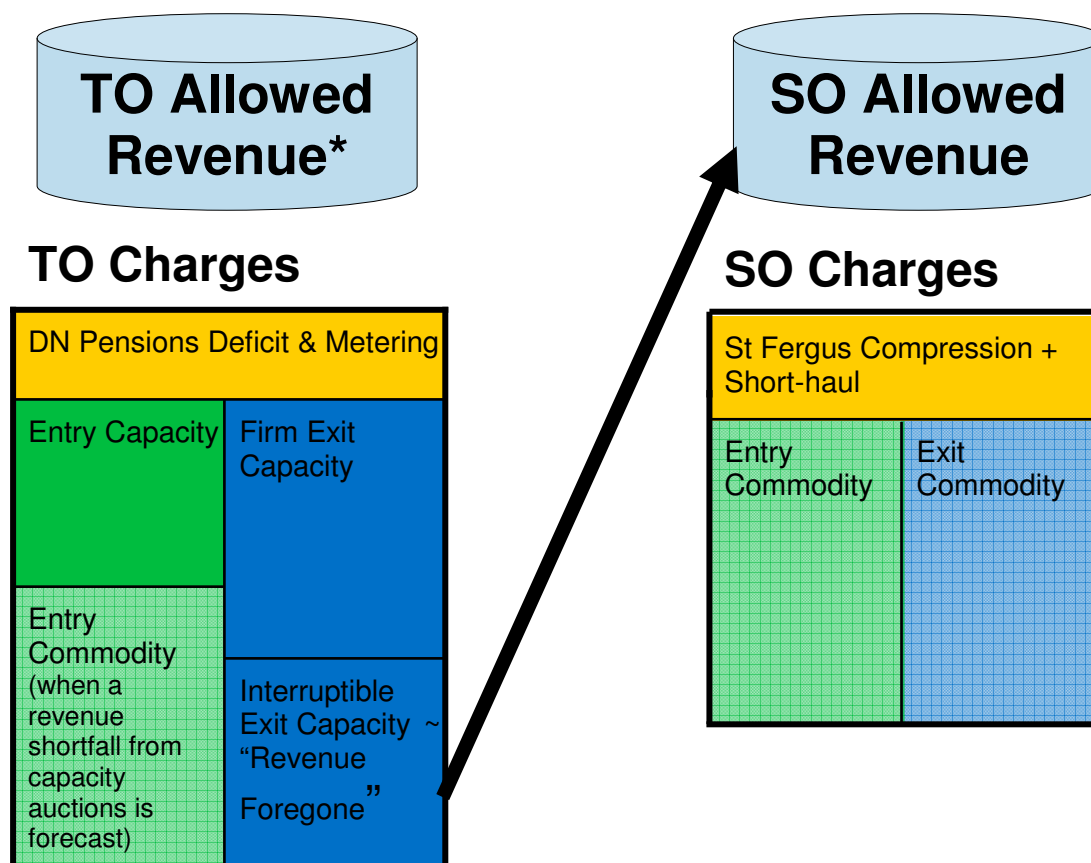 TO Allowed
Revenue*
SO Allowed
Revenue
TO Charges
DN Pensions Deficit & Metering
Entry Capacity
Firm Exit
Capacity
Entry
Commodity
(when a
revenue
shortfall from
capacity
auctions is
forecast)
Interruptible
Exit Capacity ~
“Revenue
Foregone”
SO Charges
St Fergus Compression +
Short-haul
Entry
Commodity
Exit
Commodity